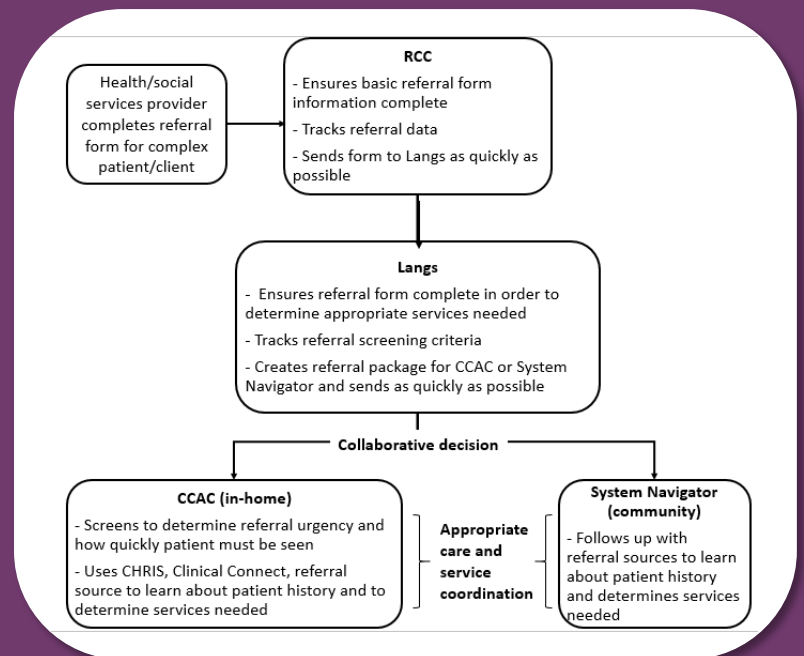 Health/social
services provider
completes referral
form for complex
patient/client
RCC
- Ensures basic referral form
information complete
- Tracks referral data
- Sends form to Langs as quickly as
possible
Langs
- Ensures referral form complete in order to
determine appropriate services needed
- Tracks referral screening criteria
- Creates referral package for CCAC or System
Navigator and sends as quickly as possible
Collaborative decision
CCAC (in-home)
- Screens to determine referral urgency and
how quickly patient must be seen
- Uses CHRIS, Clinical Connect, referral
source to learn about patient history and to
determine services needed
Appropriate
care and
service
coordination
System Navigator
(community)
- Follows up with
referral sources to learn
about patient history
and determines services
needed